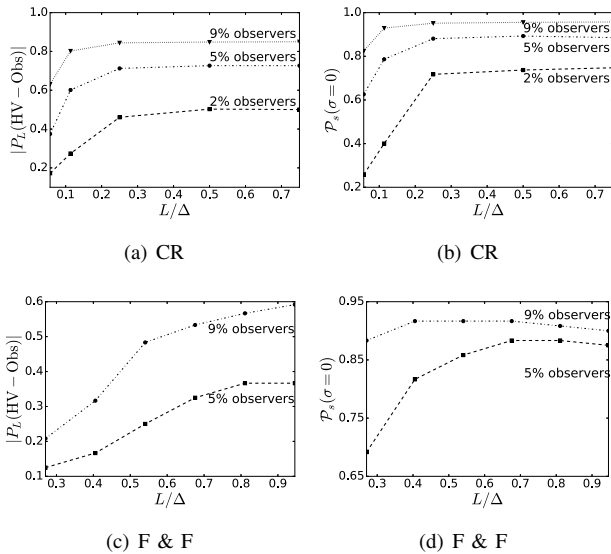 1.0
0.8
0.6
0.4
0.2
|P_L(HV − Obs)|
9% observers
5% observers
2% observers
0.1 0.2 0.3 0.4 0.5 0.6 0.7
L/Δ
(a) CR
1.0
0.8
0.6
0.4
0.2
𝒫_s(σ = 0)
9% observers
5% observers
2% observers
0.1 0.2 0.3 0.4 0.5 0.6 0.7
L/Δ
(b) CR
0.6
0.5
0.4
0.3
0.2
0.1
|P_L(HV − Obs)|
9% observers
5% observers
0.3 0.4 0.5 0.6 0.7 0.8 0.9
L/Δ
(c) F & F
0.95
0.85
0.75
0.65
𝒫_s(σ = 0)
9% observers
5% observers
0.3 0.4 0.5 0.6 0.7 0.8 0.9
L/Δ
(d) F & F